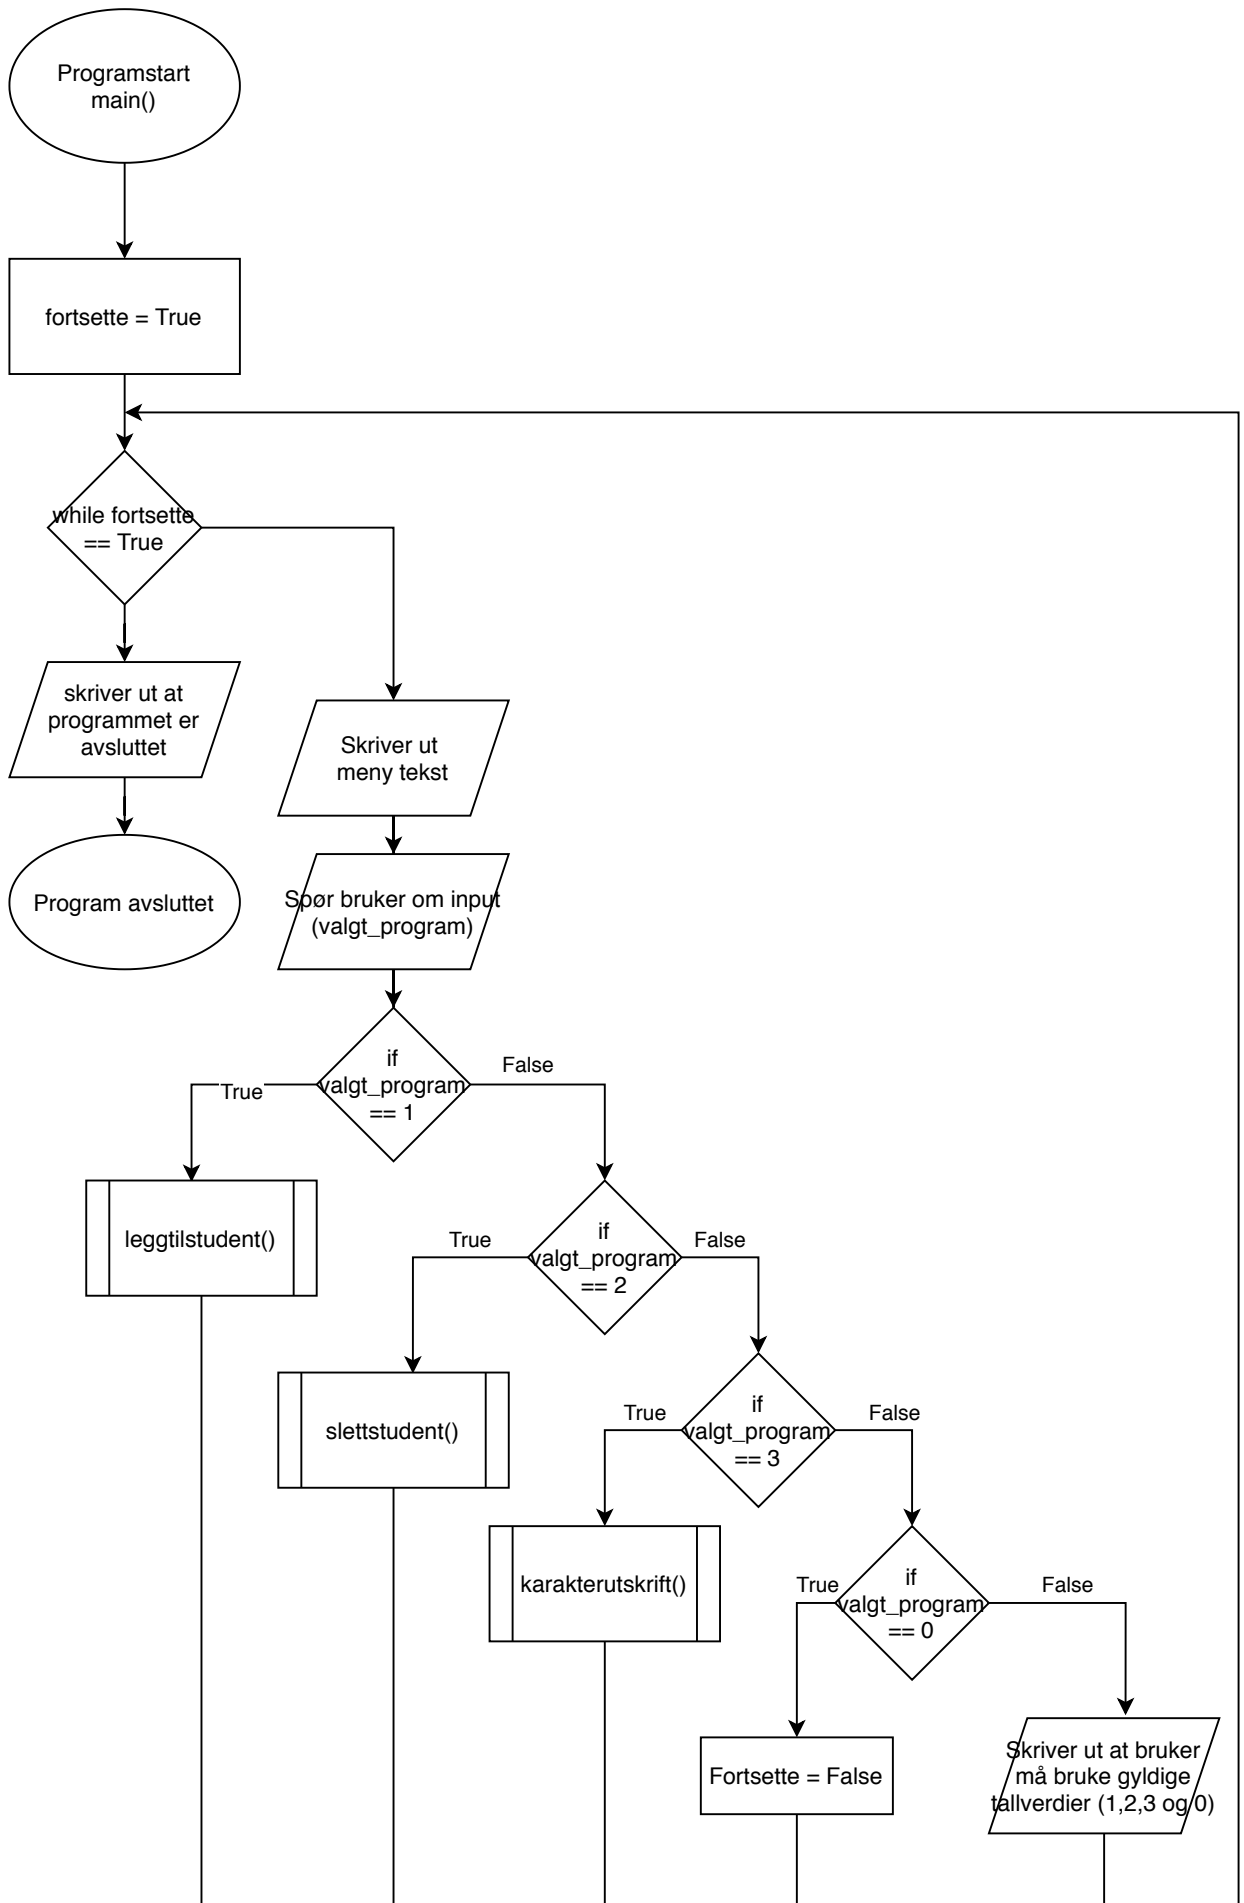 Programstart
main()
fortsette = True
while fortsette
== True
skriver ut at
programmet er
avsluttet
Program avsluttet
Skriver ut
meny tekst
Spør bruker om input
(valgt_program)
if
valgt_program
== 1
True
False
leggtilstudent()
if
valgt_program
== 2
True
False
slettstudent()
if
valgt_program
== 3
True
False
karakterutskrift()
if
valgt_program
== 0
True
False
Fortsette = False
Skriver ut at bruker
må bruke gyldige
tallverdier (1,2,3 og 0)